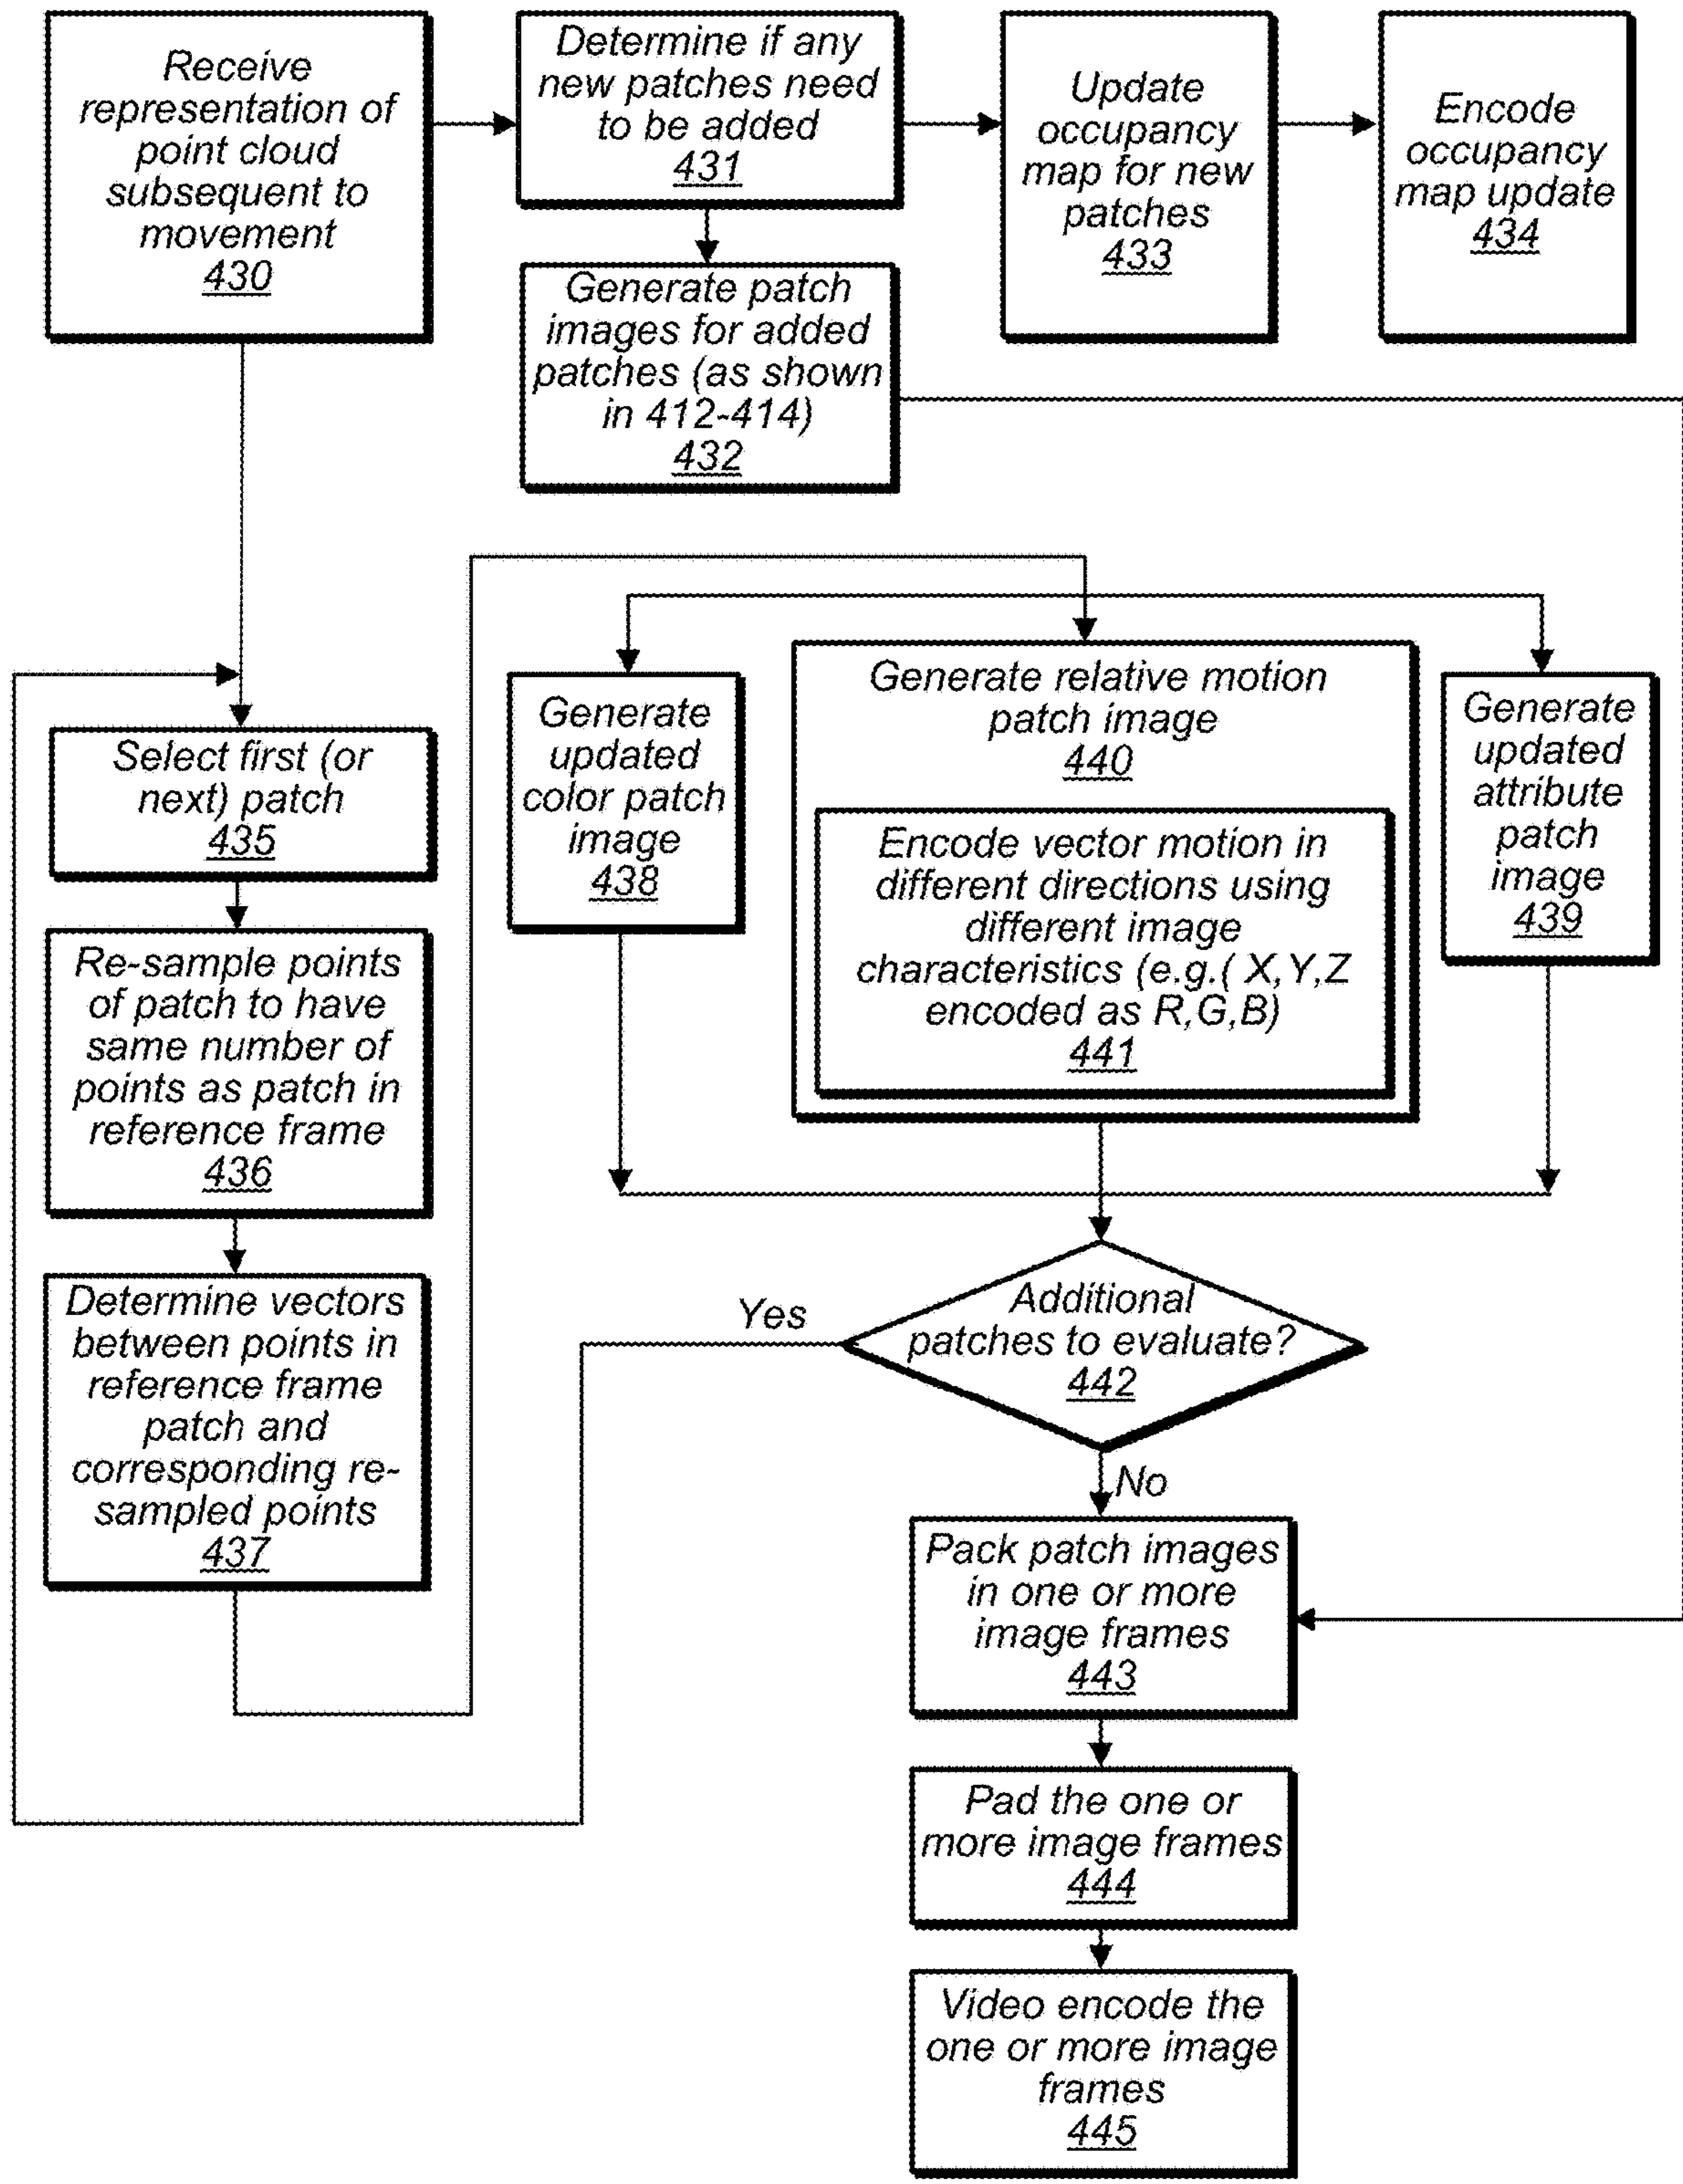 Receive
representation of
point cloud
subsequent to
movement
430
Determine if any
new patches need
to be added
431
Update
occupancy
map for new
patches
433
Encode
occupancy
map update
434
Generate patch
images for added
patches (as shown
in 412-414)
432
Select first (or
next) patch
435
Re-sample points
of patch to have
same number of
points as patch in
reference frame
436
Determine vectors
between points in
reference frame
patch and
corresponding re-
sampled points
437
Generate
updated
color patch
image
438
Generate relative motion
patch image
440
Encode vector motion in
different directions using
different image
characteristics (e.g.( X,Y,Z
encoded as R,G,B)
441
Generate
updated
attribute
patch
image
439
Additional
patches to evaluate?
442
Yes
No
Pack patch images
in one or more
image frames
443
Pad the one or
more image frames
444
Video encode the
one or more image
frames
445